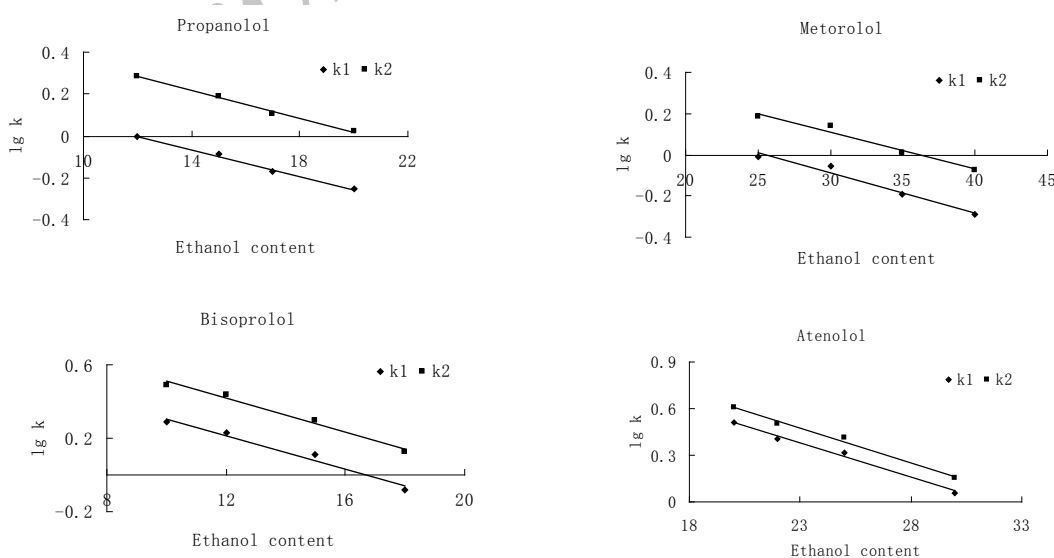 Propanolol
0.4
0.2
0
-0.2
-0.4
10
14
18
22
k1 k2
lg k
Ethanol content
Metorolol
0.4
0.2
0
-0.2
-0.4
20
25
30
35
40
45
k1 k2
lg k
Ethanol content
Bisoprolol
0.6
0.2
-0.2
8
12
16
20
k1 k2
lg k
Ethanol content
Atenolol
0.9
0.6
0.3
0
18
23
28
33
k1 k2
lg k
Ethanol content